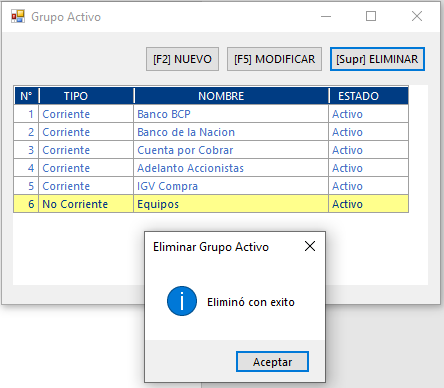 Grupo Activo
[F2] NUEVO [F5] MODIFICAR [Supr] ELIMINAR
N° TIPO NOMBRE ESTADO
1 Corriente Banco BCP Activo
2 Corriente Banco de la Nacion Activo
3 Corriente Cuenta por Cobrar Activo
4 Corriente Adelanto Accionistas Activo
5 Corriente IGV Compra Activo
6 No Corriente Equipos Activo
Eliminar Grupo Activo
Eliminó con exito
Aceptar